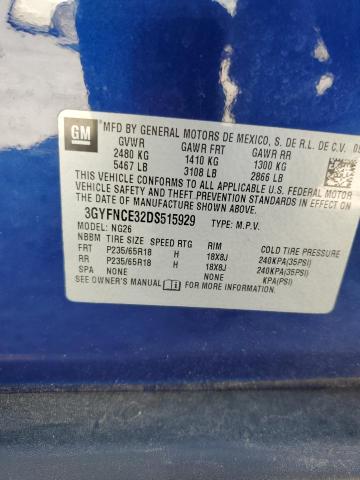 GM MFD BY GENERAL MOTORS DE MEXICO, S. DE R.L. DE C.V.
GVWR GAWR FRT GAWR RR
2480 KG 1410 KG 1300 KG
5467 LB 3108 LB 2866 LB
THIS VEHICLE CONFORMS TO ALL APPLICABLE U.S. FEDERAL MOTOR
VEHICLE SAFETY, BUMPER, AND THEFT PREVENTION STANDARDS IN EFFECT ON
THE DATE OF MANUFACTURE SHOWN ABOVE.
3GYFNCE32DS515929 TYPE: M.P.V.
MODEL: NG26
NBBM TIRE SIZE SPEED RTG RIM COLD TIRE PRESSURE
FRT P235/65R18 H 18X8J 240KPA(35PSI)
RR P235/65R18 H 18X8J 240KPA(35PSI)
SPA NONE NONE KPA(PSI)
SEE OWNER'S MANUAL FOR MORE INFORMATION.